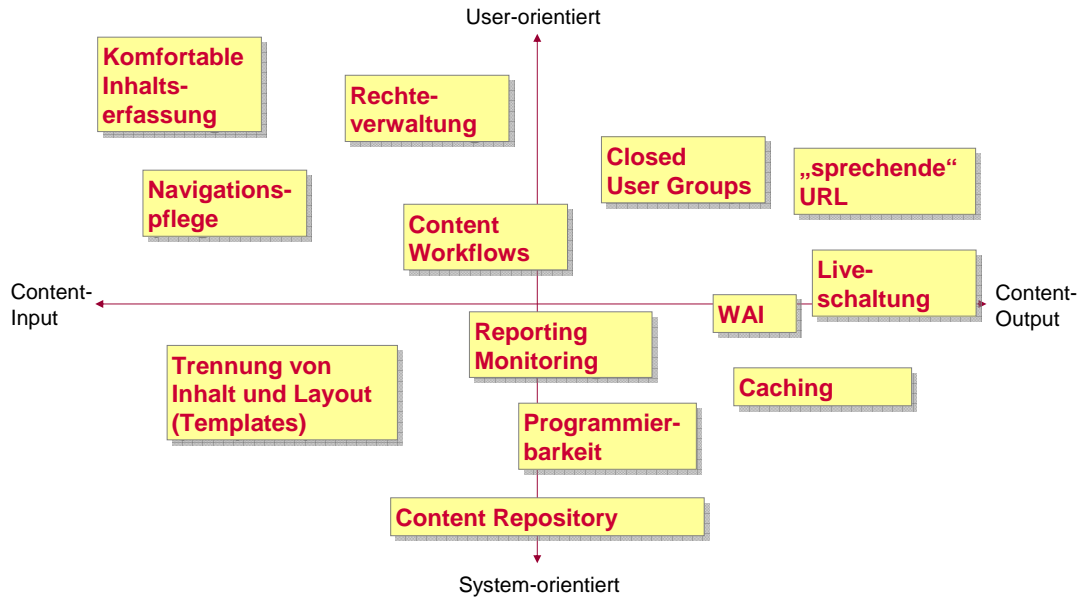 User-orientiert
Komfortable
Inhalts-
erfassung
Rechte-
verwaltung
Closed
User Groups
„sprechende“
URL
Navigations-
pflege
Content
Workflows
Live-
schaltung
Content-
Input
Content-
Output
WAI
Reporting
Monitoring
Trennung von
Inhalt und Layout
(Templates)
Caching
Programmier-
barkeit
Content Repository
System-orientiert